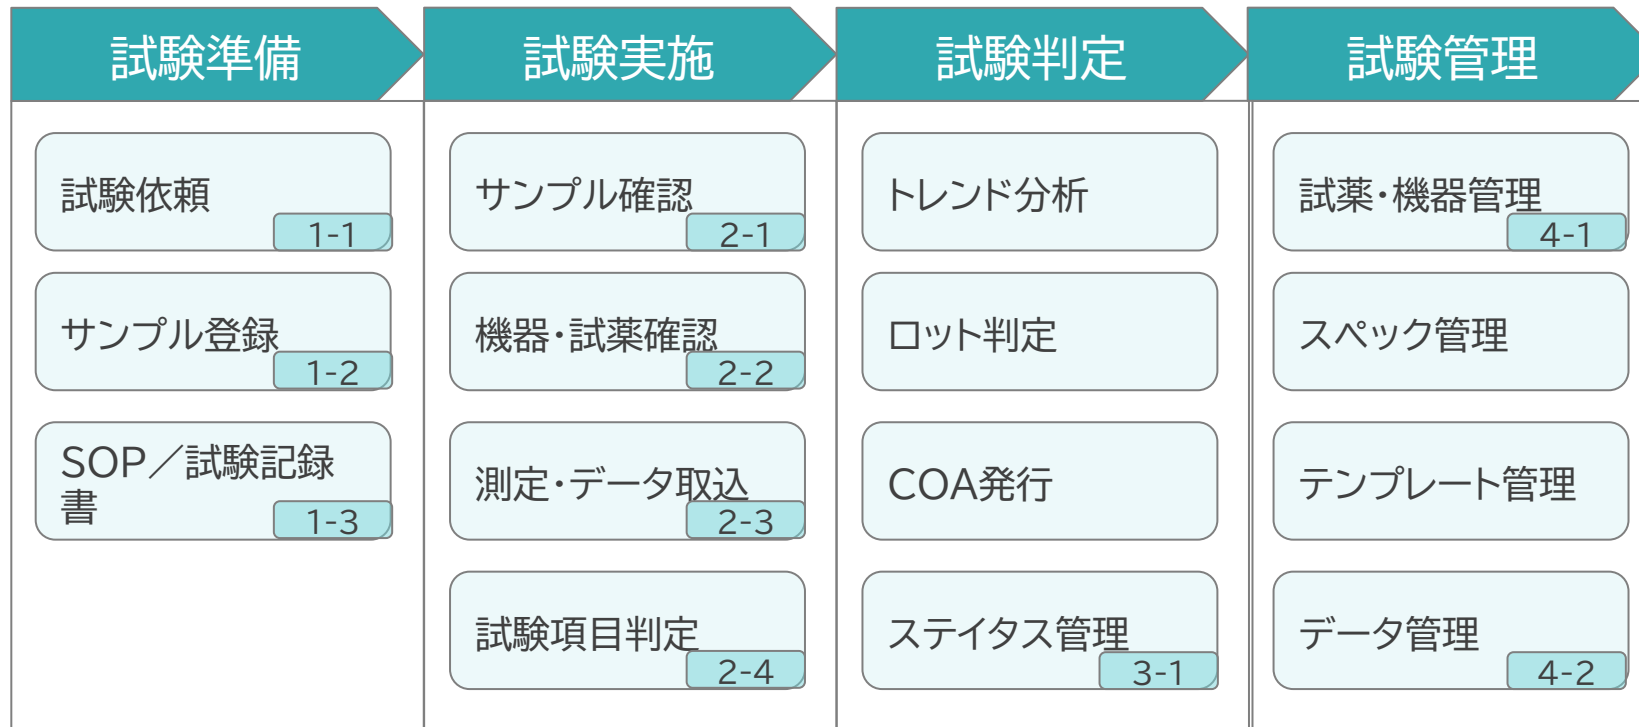 試験準備
試験依頼
1-1
サンプル登録
1-2
SOP／試験記録
書
1-3
試験実施
サンプル確認
2-1
機器・試薬確認
2-2
測定・データ取込
2-3
試験項目判定
2-4
試験判定
トレンド分析
ロット判定
COA発行
ステイタス管理
3-1
試験管理
試薬・機器管理
4-1
スペック管理
テンプレート管理
データ管理
4-2